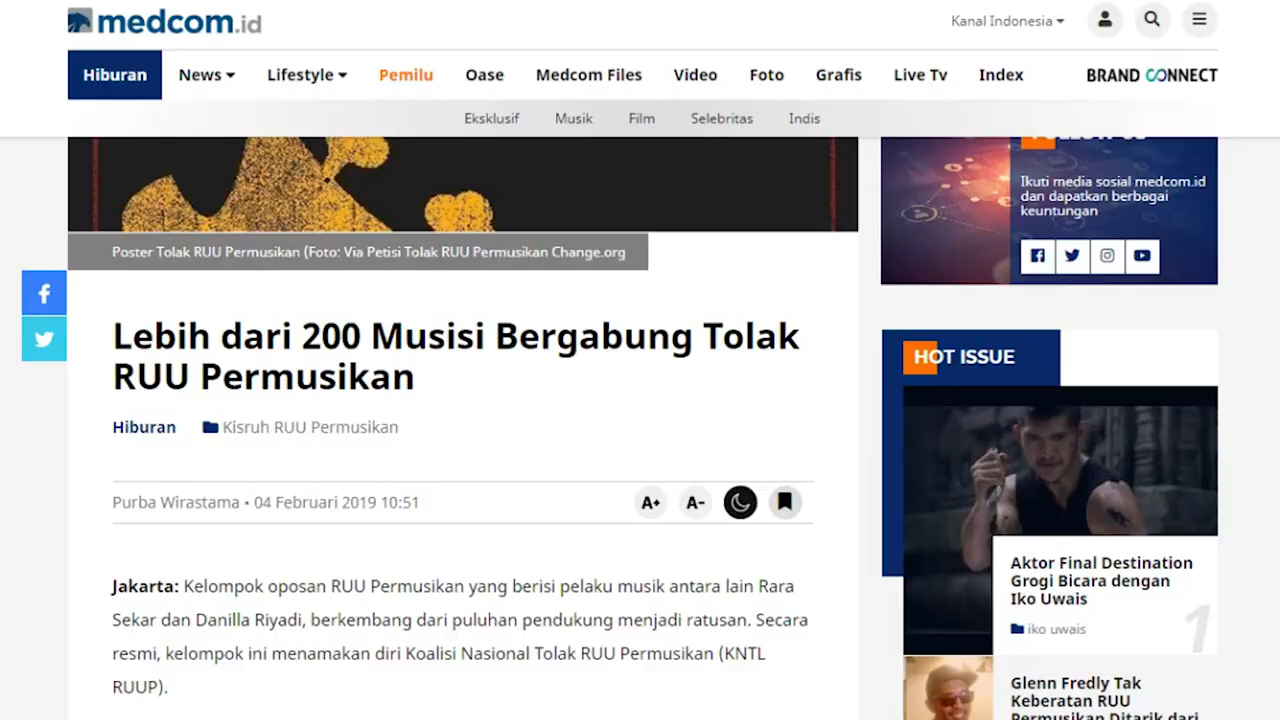 medcom.id
Kanal Indonesia
Hiburan News Lifestyle Pemilu Oase Medcom Files Video Foto Grafis Live Tv Index BRAND CONNECT
Eksklusif Musik Film Selebritas Indis
Poster Tolak RUU Permusikan (Foto: Via Petisi Tolak RUU Permusikan Change.org
Lebih dari 200 Musisi Bergabung Tolak
RUU Permusikan
Hiburan Kisruh RUU Permusikan
Purba Wirastama • 04 Februari 2019 10:51
A+ A-
Jakarta: Kelompok oposan RUU Permusikan yang berisi pelaku musik antara lain Rara
Sekar dan Danilla Riyadi, berkembang dari puluhan pendukung menjadi ratusan. Secara
resmi, kelompok ini menamakan diri Koalisi Nasional Tolak RUU Permusikan (KNTL
RUUP).
Ikuti media sosial medcom.id
dan dapatkan berbagai
keuntungan
HOT ISSUE
Aktor Final Destination
Grogi Bicara dengan
Iko Uwais
iko uwais
1
Glenn Fredly Tak
Keberatan RUU
Permusikan Ditarik dari